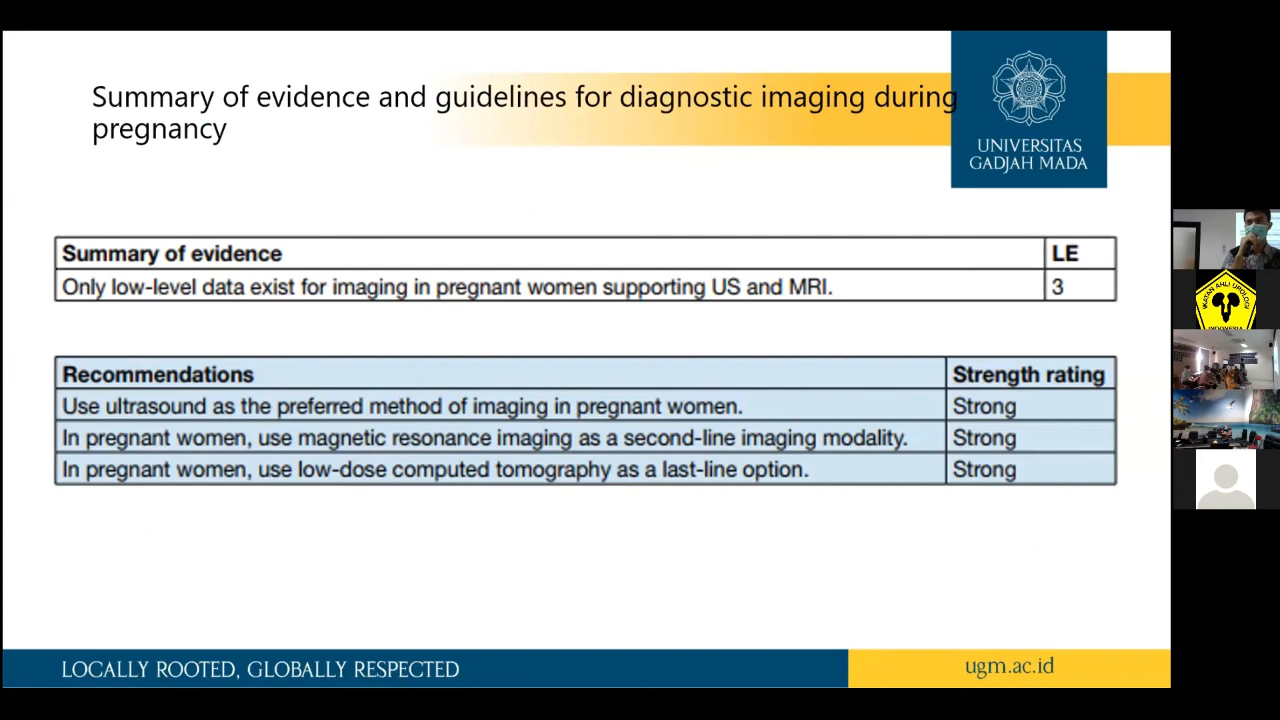 Summary of evidence and guidelines for diagnostic imaging during
pregnancy
UNIVERSITAS
GADJAH MADA
Summary of evidence LE
Only low-level data exist for imaging in pregnant women supporting US and MRI. 3
Recommendations Strength rating
Use ultrasound as the preferred method of imaging in pregnant women. Strong
In pregnant women, use magnetic resonance imaging as a second-line imaging modality. Strong
In pregnant women, use low-dose computed tomography as a last-line option. Strong
IKATAN AHLI UROLOGI
INDONESIA
LOCALLY ROOTED, GLOBALLY RESPECTED
ugm.ac.id